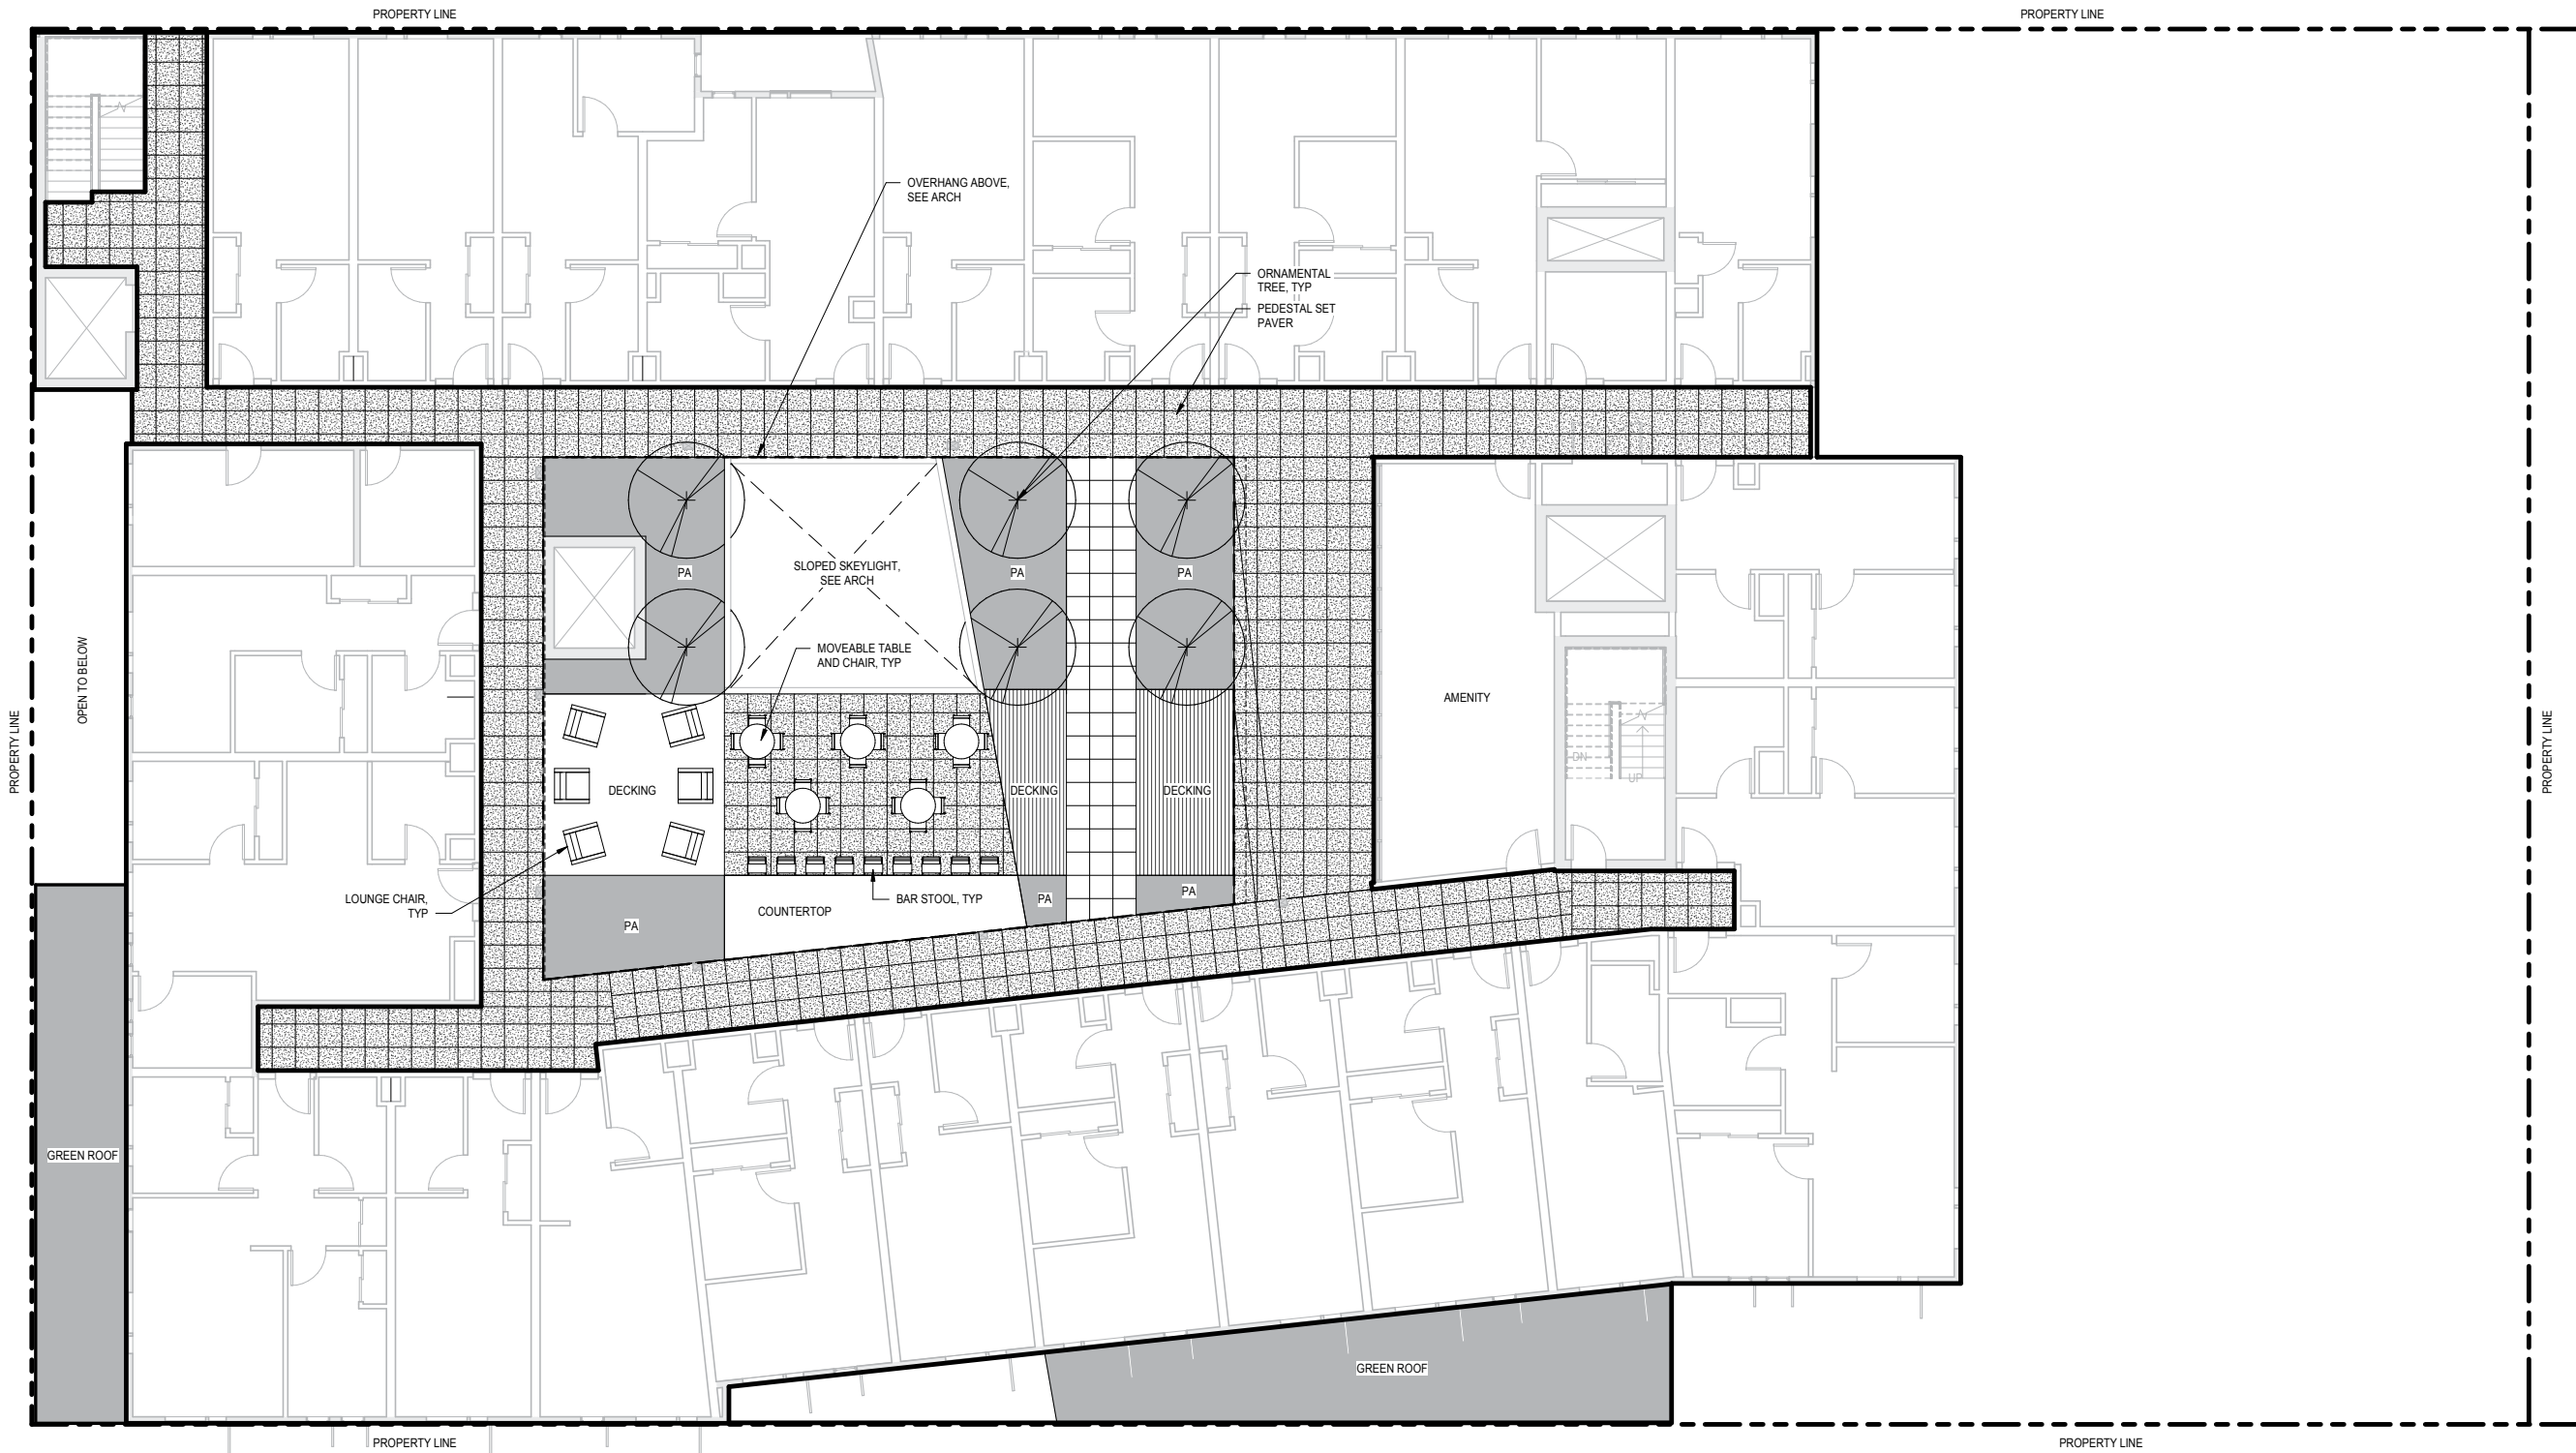 PROPERTY LINE
PROPERTY LINE
OVERHANG ABOVE,
SEE ARCH
ORNAMENTAL
TREE, TYP
PEDESTAL SET
PAVER
SLOPED SKEYLIGHT,
SEE ARCH
PA
PA
PA
MOVEABLE TABLE
AND CHAIR, TYP
OPEN TO BELOW
PROPERTY LINE
AMENITY
PROPERTY LINE
DN
UP
DECKING
DECKING
DECKING
LOUNGE CHAIR,
TYP
BAR STOOL, TYP
COUNTERTOP
PA
PA
PA
GREEN ROOF
GREEN ROOF
PROPERTY LINE
PROPERTY LINE